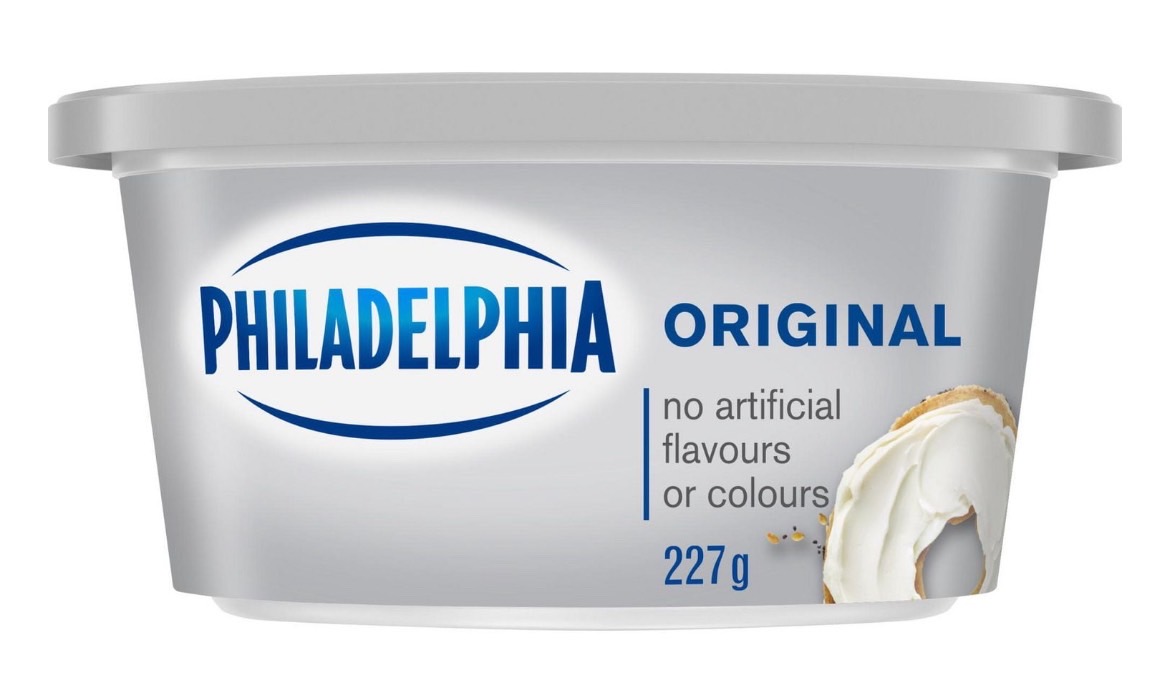 PHILADELPHIA
ORIGINAL
no artificial
flavours
or colours
227g